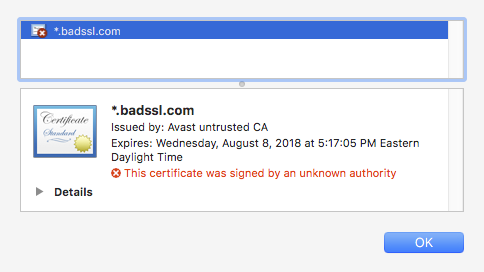 *.badssl.com
Certificate
Standard
*.badssl.com
Issued by: Avast untrusted CA
Expires: Wednesday, August 8, 2018 at 5:17:05 PM Eastern
Daylight Time
This certificate was signed by an unknown authority
Details
OK